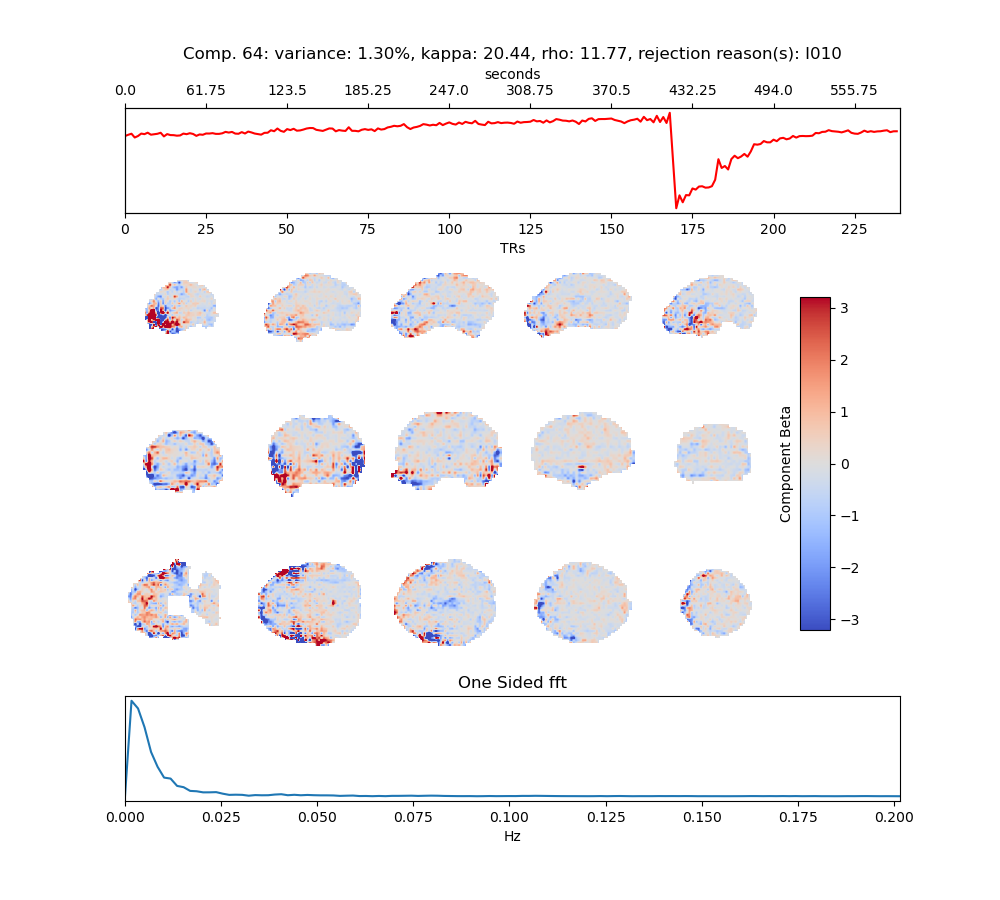 Comp. 64: variance: 1.30%, kappa: 20.44, rho: 11.77, rejection reason(s): I010
seconds
0.0 61.75 123.5 185.25 247.0 308.75 370.5 432.25 494.0 555.75
0 25 50 75 100 125 150 175 200 225
TRs
3
2
1
0
−1
−2
−3
Component Beta
One Sided fft
0.000 0.025 0.050 0.075 0.100 0.125 0.150 0.175 0.200
Hz